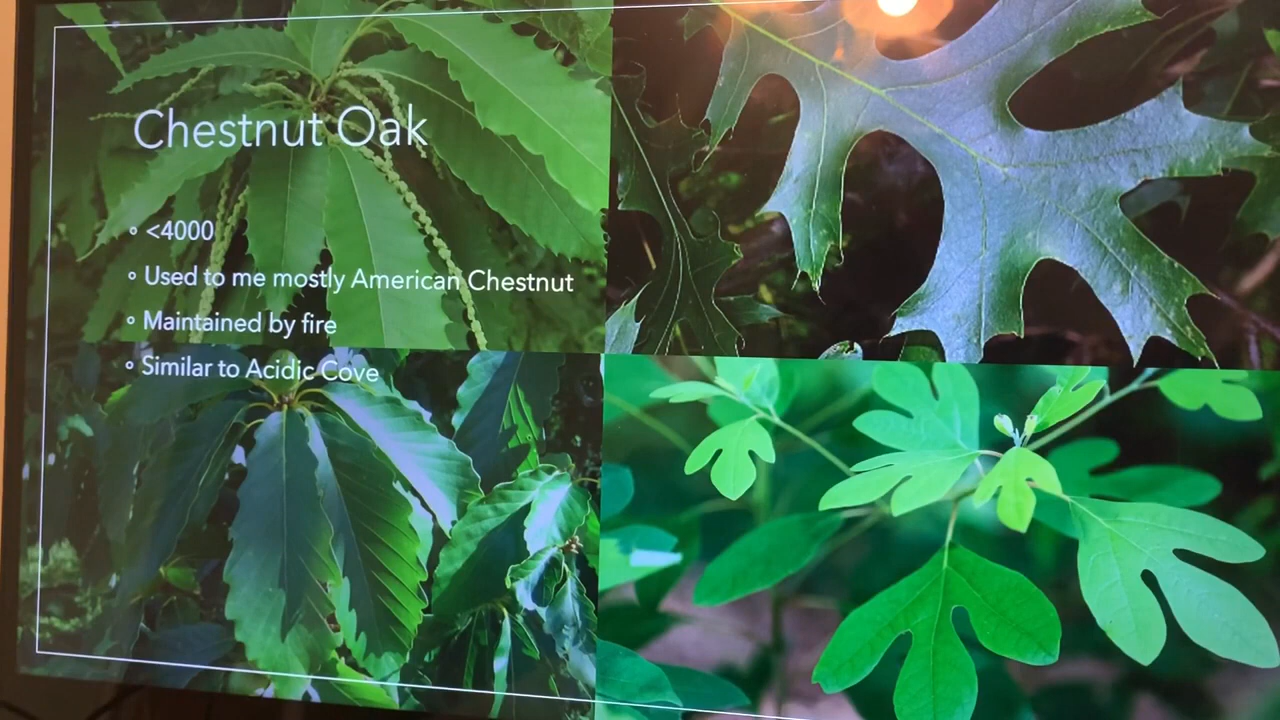 Chestnut Oak
◦ <4000
◦ Used to me mostly American Chestnut
◦ Maintained by fire
◦ Similar to Acidic Cove